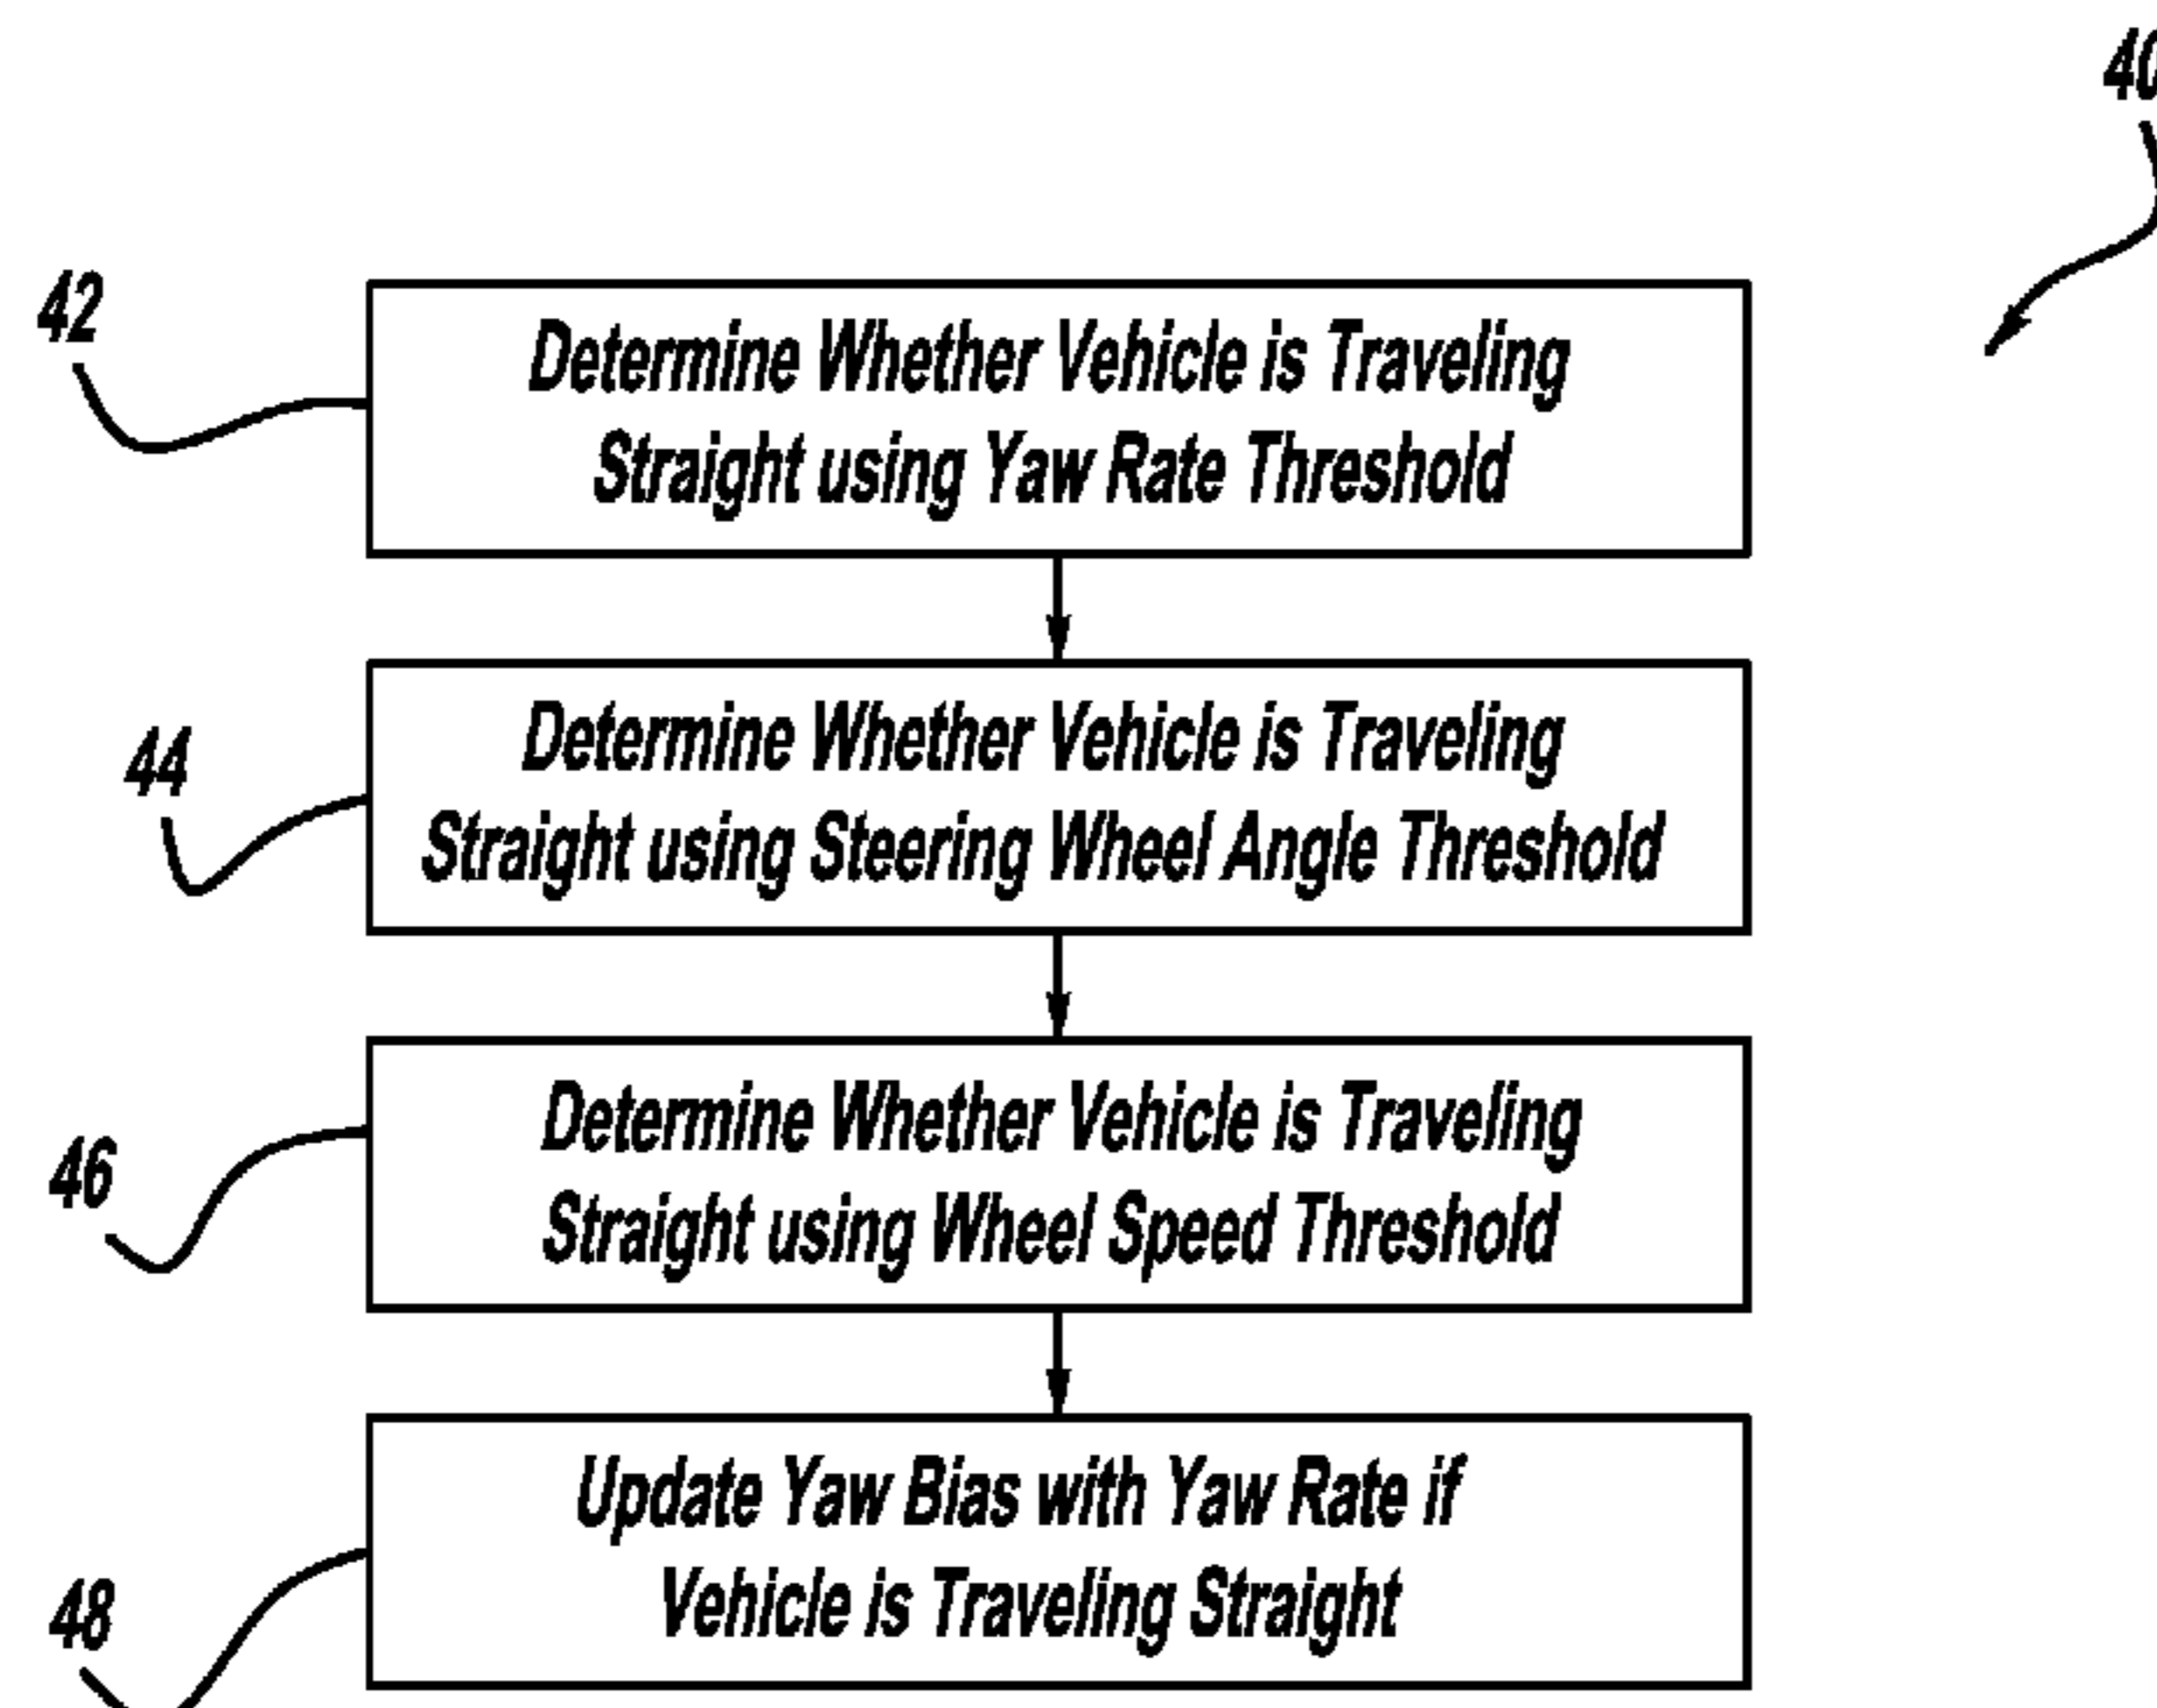 40
42
Determine Whether Vehicle is Traveling
Straight using Yaw Rate Threshold
44
Determine Whether Vehicle is Traveling
Straight using Steering Wheel Angle Threshold
46
Determine Whether Vehicle is Traveling
Straight using Wheel Speed Threshold
48
Update Yaw Bias with Yaw Rate if
Vehicle is Traveling Straight